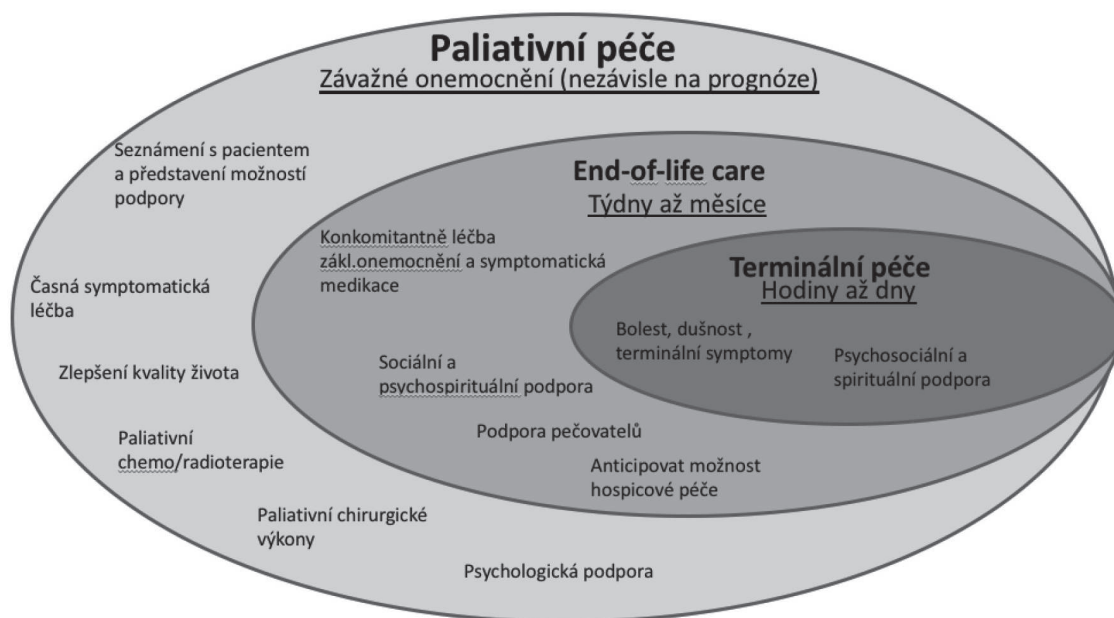 Paliativní péče
Závažné onemocnění (nezávisle na prognóze)
Seznámení s pacientem
a představení možností
podpory
End-of-life care
Týdny až měsíce
Konkomitantně léčba
zákl.onemocnění a symptomatická
medikace
Terminální péče
Hodiny až dny
Časná symptomatická
léčba
Bolest, dušnost ,
terminální symptomy
Psychosociální a
spirituální podpora
Sociální a
psychospirituální podpora
Zlepšení kvality života
Podpora pečovatelů
Paliativní
chemo/radioterapie
Anticipovat možnost
hospicové péče
Paliativní chirurgické
výkony
Psychologická podpora